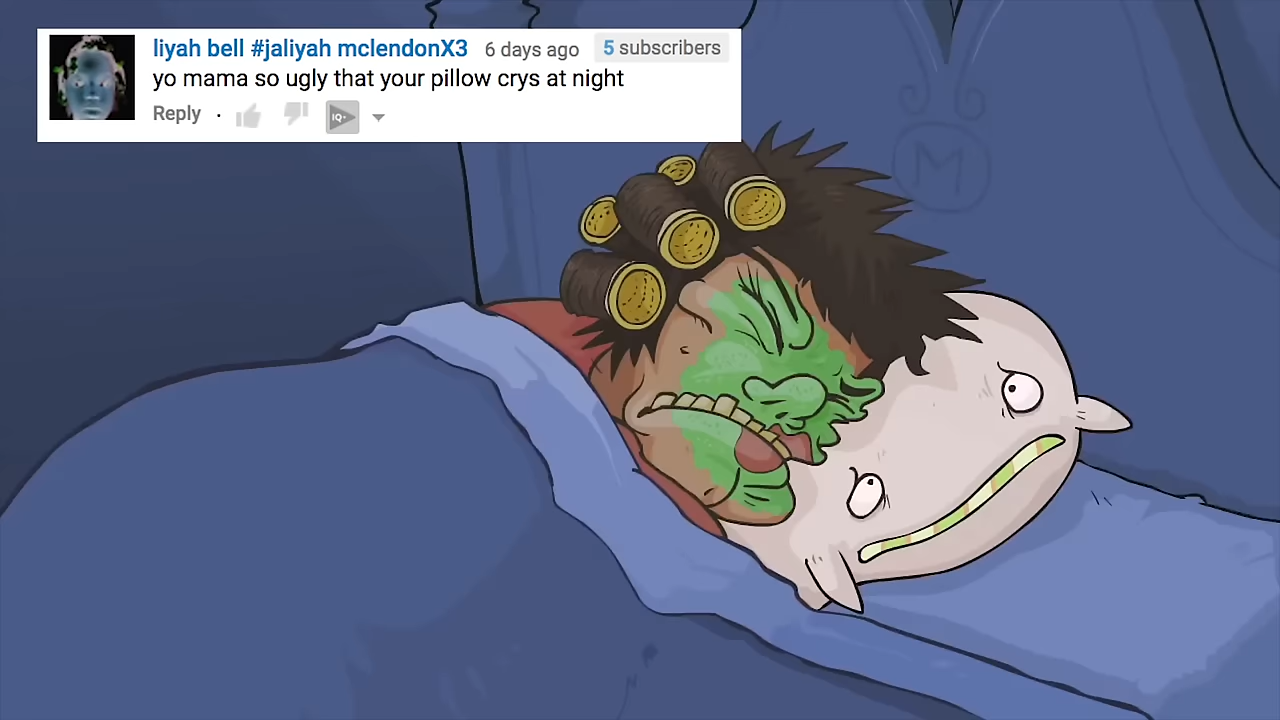 liyah bell #jaliyah mclendonX3 6 days ago 5 subscribers
yo mama so ugly that your pillow crys at night
Reply · IQ+
M